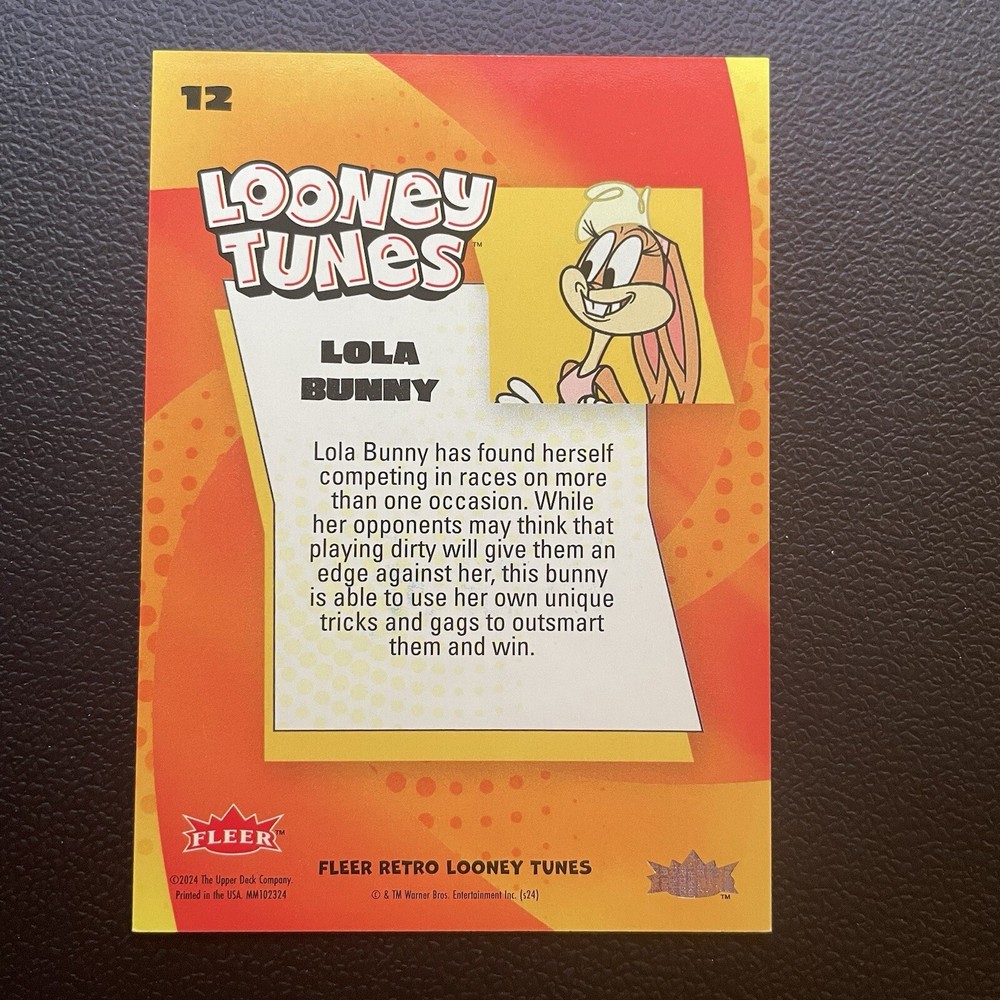 12
LOONEY
TUNES™
LOLA
BUNNY
Lola Bunny has found herself
competing in races on more
than one occasion. While
her opponents may think that
playing dirty will give them an
edge against her, this bunny
is able to use her own unique
tricks and gags to outsmart
them and win.
FLEER™
FLEER RETRO LOONEY TUNES
©2024 The Upper Deck Company.
Printed in the USA. MM102324
© & TM Warner Bros. Entertainment Inc. (s24)
™